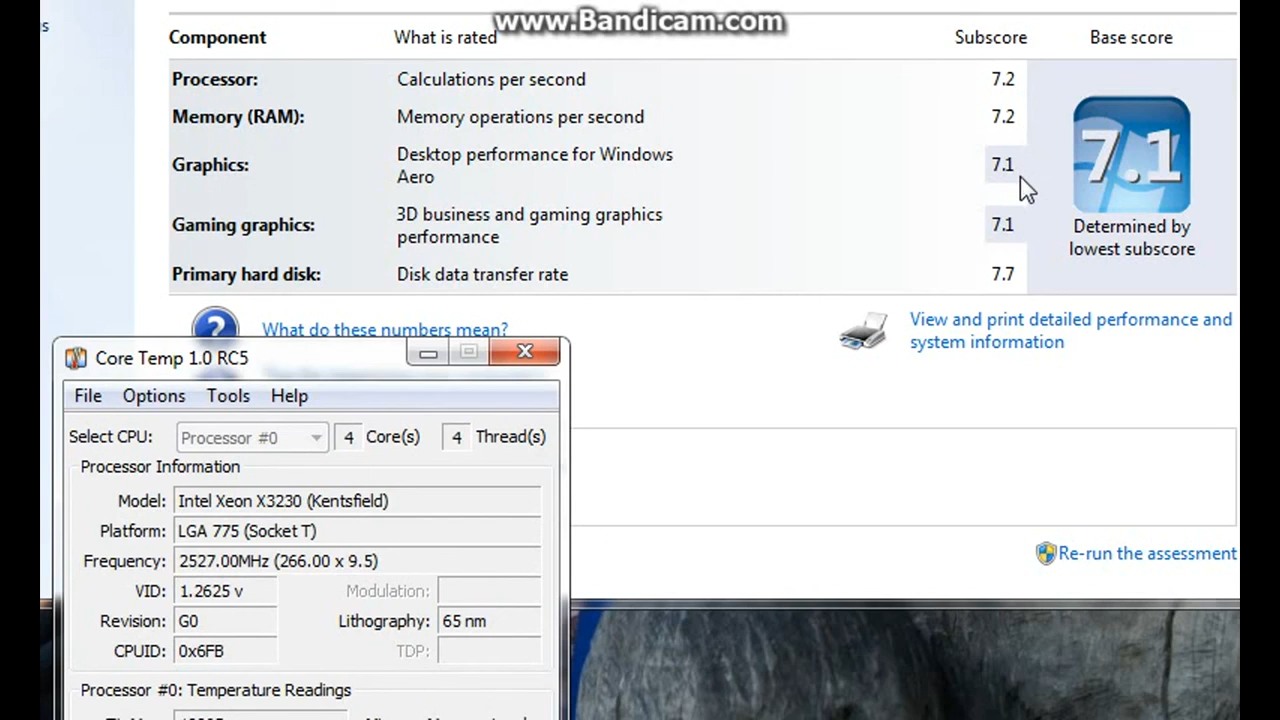 www.Bandicam.com
s
Component What is rated Subscore Base score
Processor: Calculations per second 7.2
Memory (RAM): Memory operations per second 7.2
Graphics: Desktop performance for Windows Aero 7.1
Gaming graphics: 3D business and gaming graphics performance 7.1
Primary hard disk: Disk data transfer rate 7.7
7.1
Determined by
lowest subscore
What do these numbers mean?
View and print detailed performance and
system information
Re-run the assessment
Core Temp 1.0 RC5
File Options Tools Help
Select CPU: Processor #0 4 Core(s) 4 Thread(s)
Processor Information
Model: Intel Xeon X3230 (Kentsfield)
Platform: LGA 775 (Socket T)
Frequency: 2527.00MHz (266.00 x 9.5)
VID: 1.2625 v Modulation:
Revision: G0 Lithography: 65 nm
CPUID: 0x6FB TDP:
Processor #0: Temperature Readings